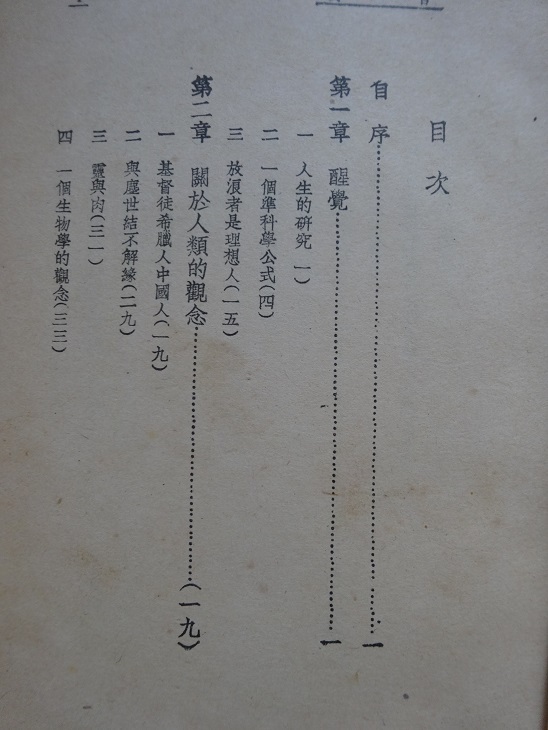 目次
自序……一
第一章 醒覺……一
一 人生的研究 一)
二 一個準科學公式(四)
三 放浪者是理想人(一五)
第二章 關於人類的觀念……(一九)
一 基督徒希臘人中國人(一九)
二 與塵世結不解緣(二九)
三 靈與肉(三一)
四 一個生物學的觀念(三三)